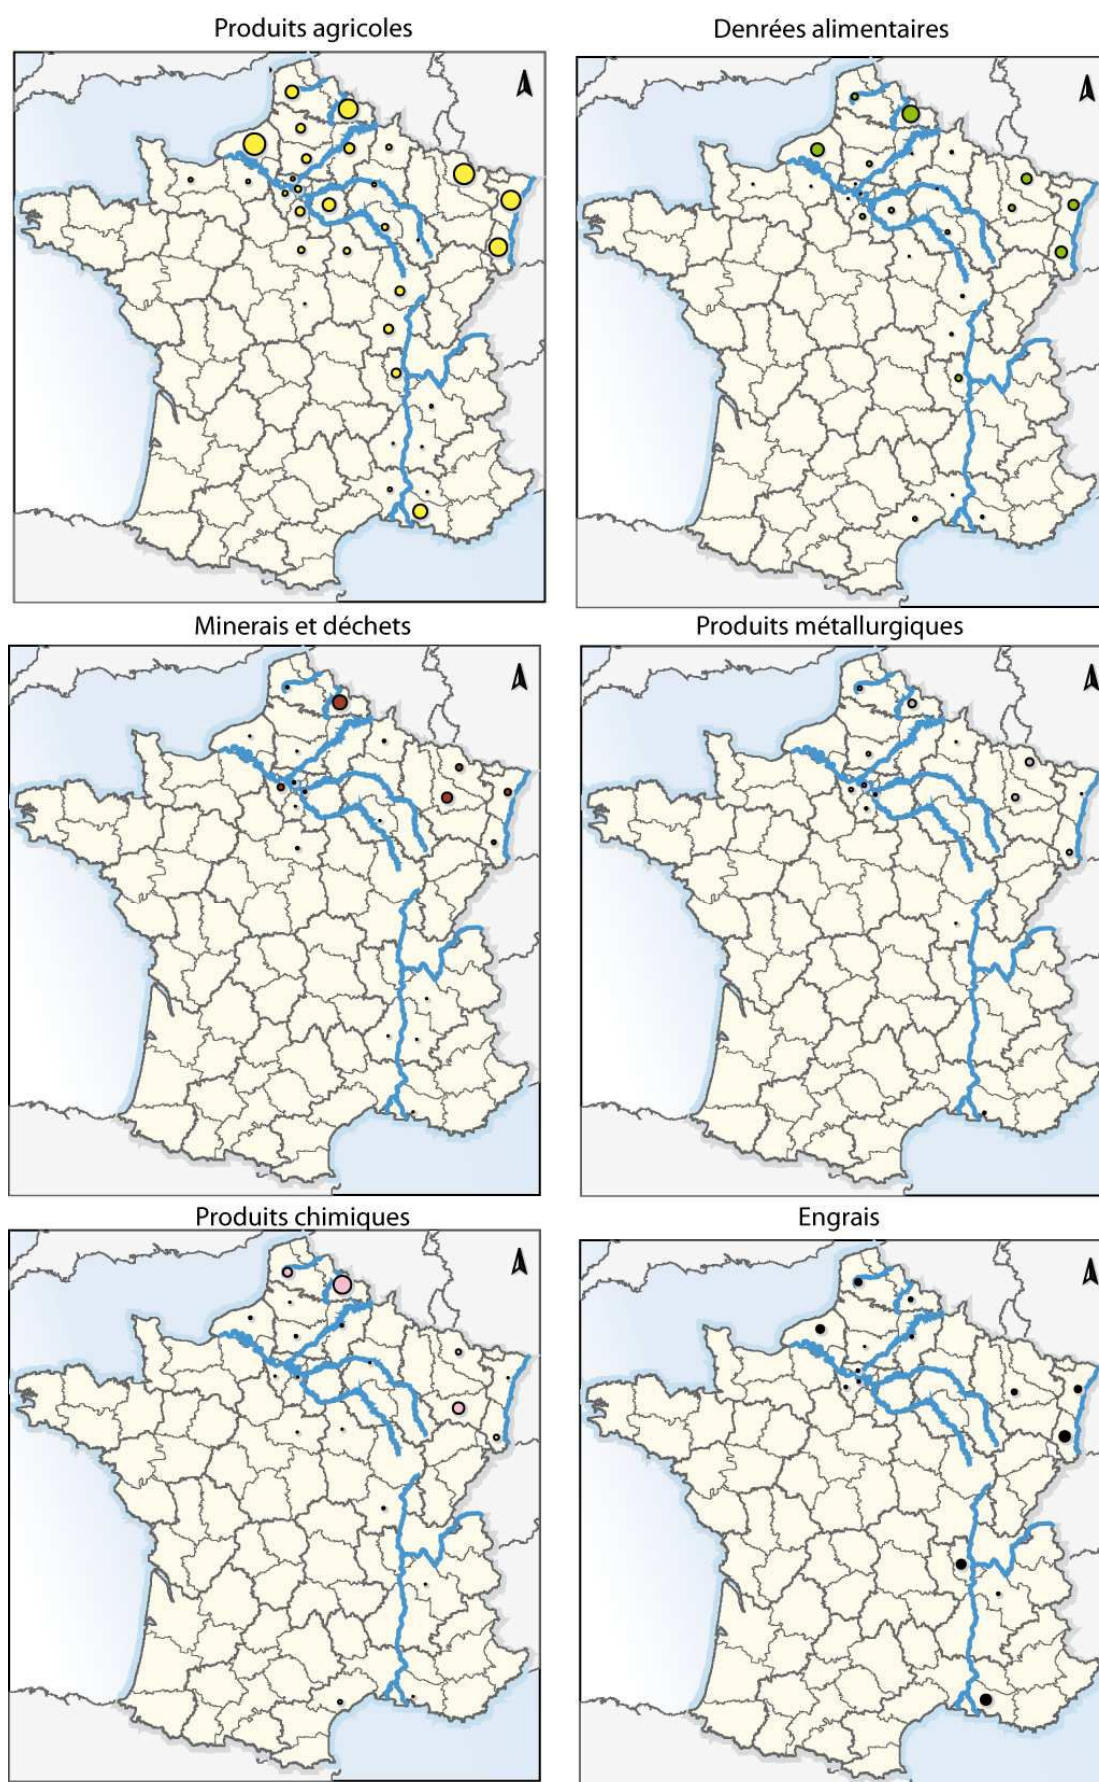 Produits agricoles
Denrées alimentaires
Minerais et déchets
Produits métallurgiques
Produits chimiques
Engrais